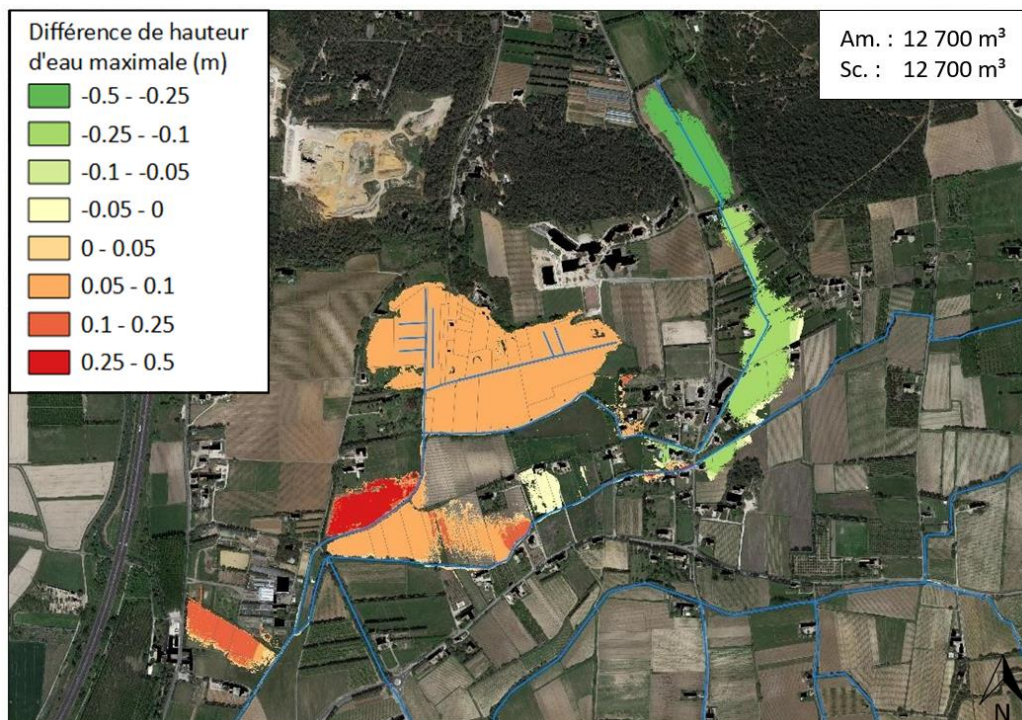 Différence de hauteur
d'eau maximale (m)
-0.5 - -0.25
-0.25 - -0.1
-0.1 - -0.05
-0.05 - 0
0 - 0.05
0.05 - 0.1
0.1 - 0.25
0.25 - 0.5
Am. : 12 700 m³
Sc. : 12 700 m³
N